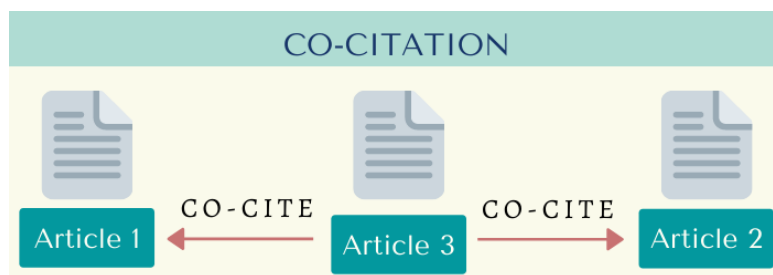 CO-CITATION
CO-CITE
CO-CITE
Article 1
Article 3
Article 2